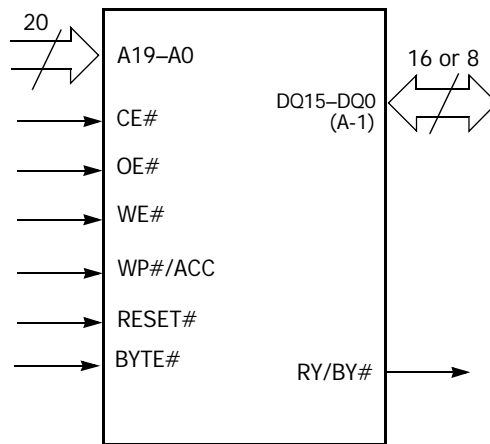 20
A19–A0
16 or 8
DQ15–DQ0
(A-1)
CE#
OE#
WE#
WP#/ACC
RESET#
BYTE#
RY/BY#